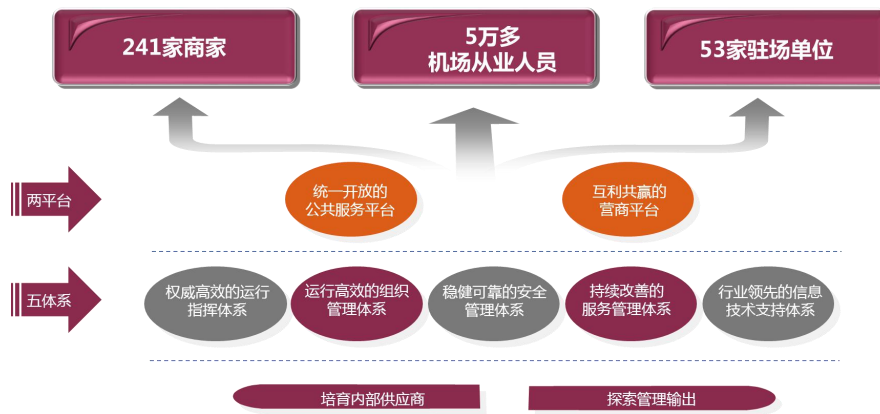 241家商家
5万多
机场从业人员
53家驻场单位
两平台
统一开放的
公共服务平台
互利共赢的
营商平台
五体系
权威高效的运行
指挥体系
运行高效的组织
管理体系
稳健可靠的安全
管理体系
持续改善的
服务管理体系
行业领先的信息
技术支持体系
培育内部供应商
探索管理输出